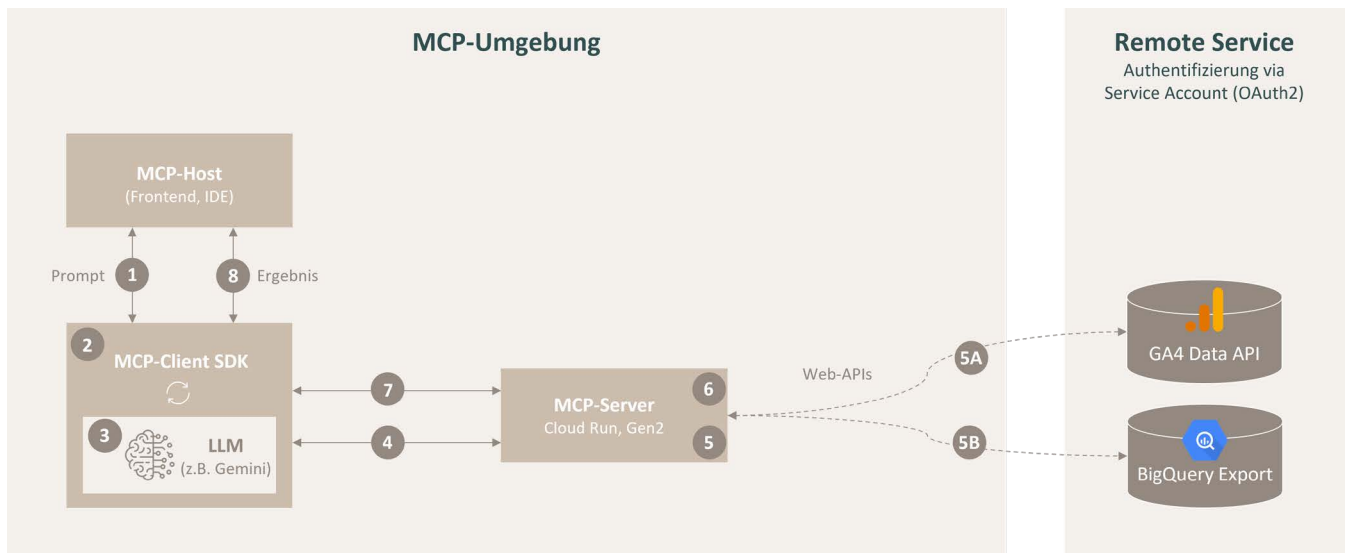 MCP-Umgebung
Remote Service
Authentifizierung via
Service Account (OAuth2)
MCP-Host
(Frontend, IDE)
Prompt
1
8
Ergebnis
2
MCP-Client SDK
3
LLM
(z.B. Gemini)
7
4
MCP-Server
Cloud Run, Gen2
6
5
Web-APIs
5A
5B
GA4 Data API
BigQuery Export